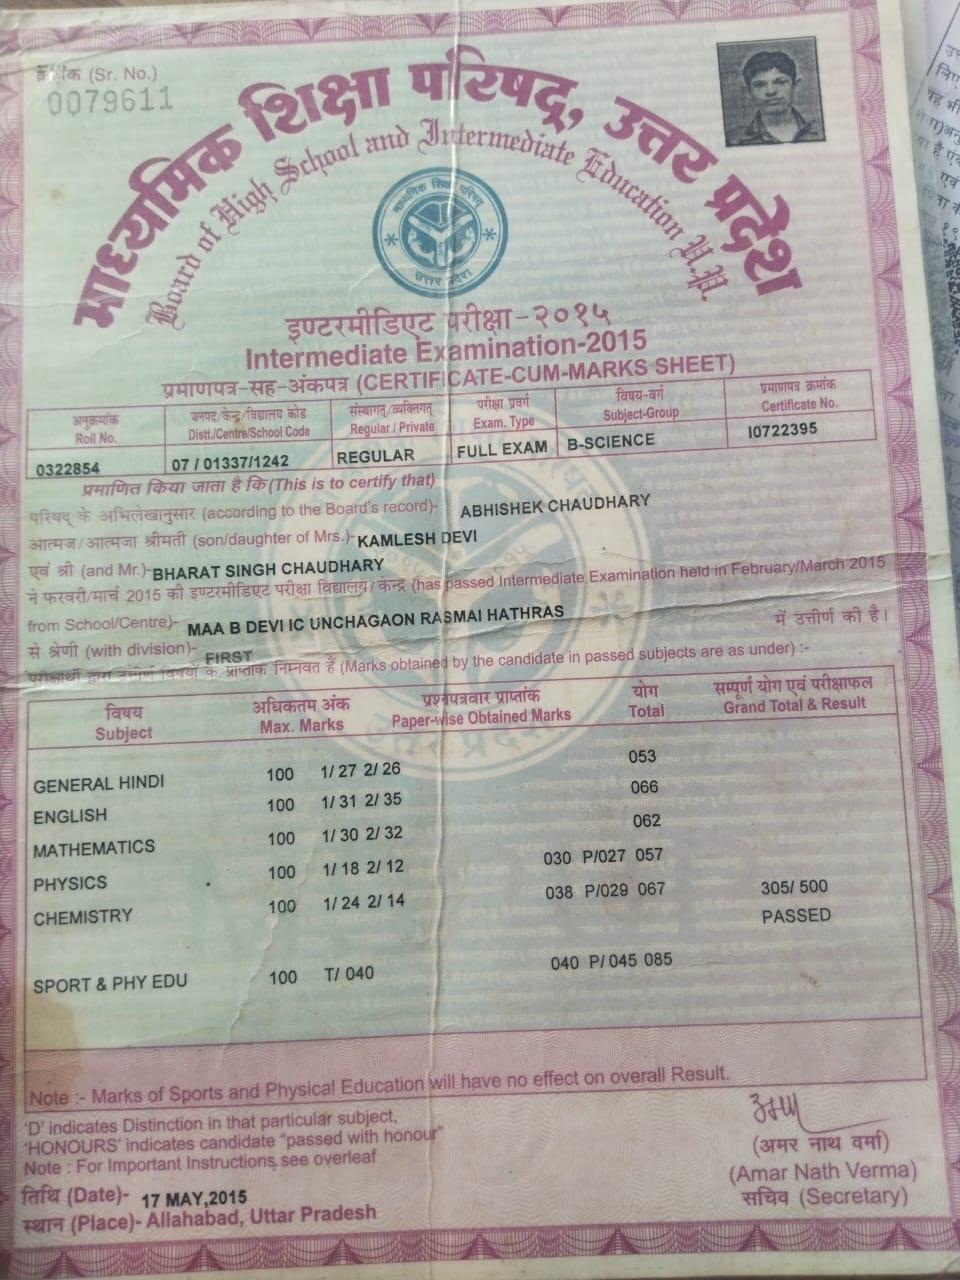 क्रमांक (Sr. No.)
0079611
माध्यमिक शिक्षा परिषद्, उत्तर प्रदेश
Board of High School and Intermediate Education U.P.
माध्यमिक शिक्षा परिषद्
उत्तर प्रदेश
इण्टरमीडिएट परीक्षा-२०१५
Intermediate Examination-2015
प्रमाणपत्र-सह-अंकपत्र (CERTIFICATE-CUM-MARKS SHEET)
अनुक्रमांक जनपद/केन्द्र/विद्यालय कोड संस्थागत/व्यक्तिगत परीक्षा प्रवर्ग विषय-वर्ग प्रमाणपत्र क्रमांक
Roll No. Distt./Centre/School Code Regular / Private Exam. Type Subject-Group Certificate No.
0322854 07 / 01337/1242 REGULAR FULL EXAM B-SCIENCE I0722395
प्रमाणित किया जाता है कि (This is to certify that)
परिषद् के अभिलेखानुसार (according to the Board's record)- ABHISHEK CHAUDHARY
आत्मज/आत्मजा श्रीमती (son/daughter of Mrs.)- KAMLESH DEVI
एवं श्री (and Mr.)- BHARAT SINGH CHAUDHARY
ने फरवरी/मार्च 2015 की इण्टरमीडिएट परीक्षा विद्यालय/केन्द्र (has passed Intermediate Examination held in February/March 2015
from School/Centre)- MAA B DEVI IC UNCHAGAON RASMAI HATHRAS में उत्तीर्ण की है।
से श्रेणी (with division)- FIRST
परीक्षार्थी द्वारा उत्तीर्ण विषयों के प्राप्तांक निम्नवत हैं (Marks obtained by the candidate in passed subjects are as under) :-
विषय अधिकतम अंक प्रश्नपत्रवार प्राप्तांक योग सम्पूर्ण योग एवं परीक्षाफल
Subject Max. Marks Paper-wise Obtained Marks Total Grand Total & Result
GENERAL HINDI 100 1/ 27 2/ 26 053
ENGLISH 100 1/ 31 2/ 35 066
MATHEMATICS 100 1/ 30 2/ 32 062
PHYSICS 100 1/ 18 2/ 12 030 P/027 057
CHEMISTRY 100 1/ 24 2/ 14 038 P/029 067 305/ 500
PASSED
SPORT & PHY EDU 100 T/ 040 040 P/ 045 085
Note :- Marks of Sports and Physical Education will have no effect on overall Result.
'D' indicates Distinction in that particular subject,
'HONOURS' indicates candidate "passed with honour"
Note : For Important Instructions see overleaf
(अमर नाथ वर्मा)
(Amar Nath Verma)
सचिव (Secretary)
तिथि (Date)- 17 MAY,2015
स्थान (Place)- Allahabad, Uttar Pradesh